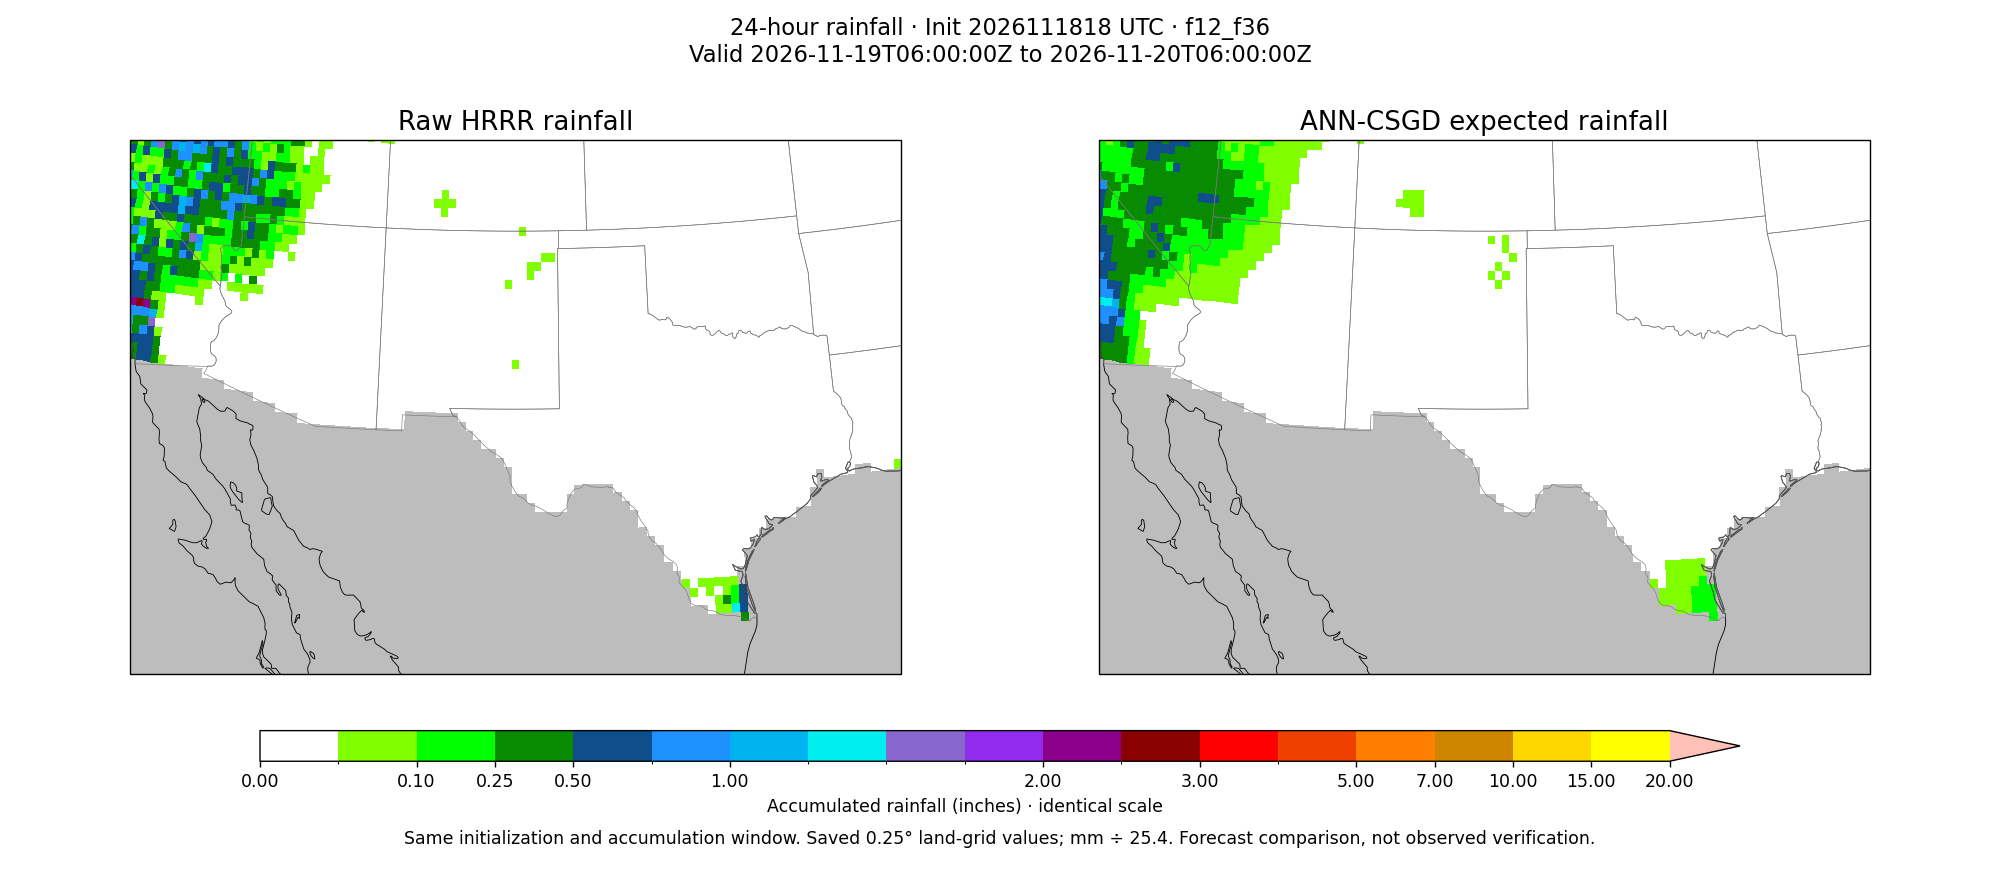 24-hour rainfall · Init 2026111818 UTC · f12_f36
Valid 2026-11-19T06:00:00Z to 2026-11-20T06:00:00Z
Raw HRRR rainfall
ANN-CSGD expected rainfall
0.00 0.10 0.25 0.50 1.00 2.00 3.00 5.00 7.00 10.00 15.00 20.00
Accumulated rainfall (inches) · identical scale
Same initialization and accumulation window. Saved 0.25° land-grid values; mm ÷ 25.4. Forecast comparison, not observed verification.